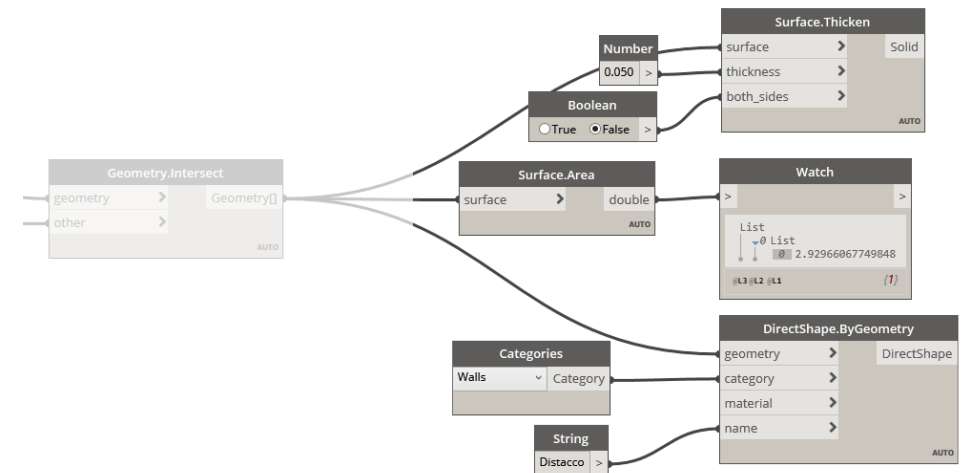 Surface.Thicken
surface > Solid
thickness >
both_sides >
AUTO
Number
0.050 >
Boolean
True False >
Geometry.Intersect
geometry > Geometry[]
other >
AUTO
Surface.Area
surface > double
AUTO
Watch
> >
List
0 List
0 2.92966067749848
@L3 @L2 @L1 {1}
DirectShape.ByGeometry
geometry > DirectShape
category >
material >
name >
AUTO
Categories
Walls Category
String
Distacco >